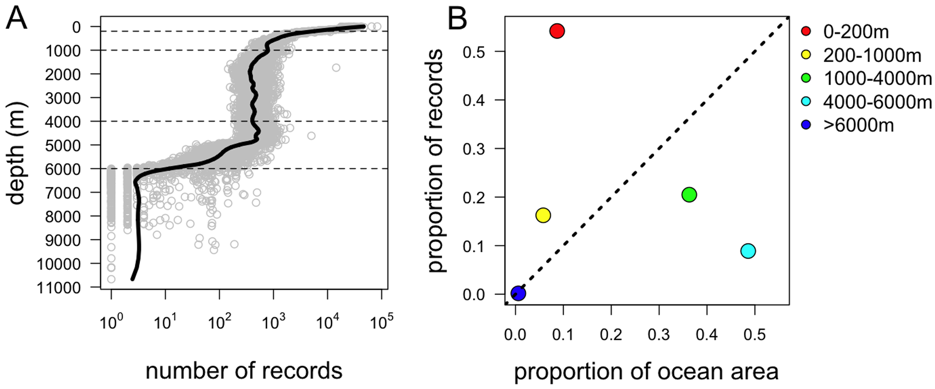 A
depth (m)
0
1000
2000
3000
4000
5000
6000
7000
8000
9000
10000
11000
10^0 10^1 10^2 10^3 10^4 10^5
number of records
B
proportion of records
0.5
0.4
0.3
0.2
0.1
0.0
0.0 0.1 0.2 0.3 0.4 0.5
proportion of ocean area
0-200m
200-1000m
1000-4000m
4000-6000m
>6000m